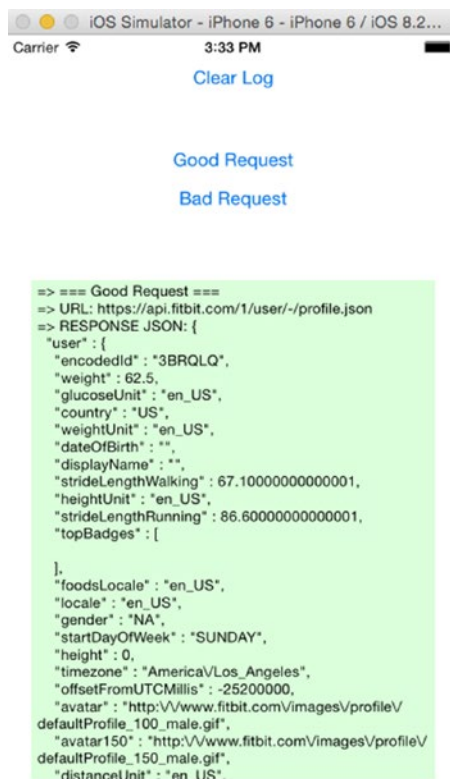 iOS Simulator - iPhone 6 - iPhone 6 / iOS 8.2...
Carrier 3:33 PM
Clear Log
Good Request
Bad Request
=> === Good Request ===
=> URL: https://api.fitbit.com/1/user/-/profile.json
=> RESPONSE JSON: {
"user" : {
"encodedId" : "3BRQLQ",
"weight" : 62.5,
"glucoseUnit" : "en_US",
"country" : "US",
"weightUnit" : "en_US",
"dateOfBirth" : "",
"displayName" : "",
"strideLengthWalking" : 67.10000000000001,
"heightUnit" : "en_US",
"strideLengthRunning" : 86.60000000000001,
"topBadges" : [
],
"foodsLocale" : "en_US",
"locale" : "en_US",
"gender" : "NA",
"startDayOfWeek" : "SUNDAY",
"height" : 0,
"timezone" : "America\/Los_Angeles",
"offsetFromUTCMillis" : -25200000,
"avatar" : "http:\/\/www.fitbit.com\/images\/profile\/
defaultProfile_100_male.gif",
"avatar150" : "http:\/\/www.fitbit.com\/images\/profile\/
defaultProfile_150_male.gif",
"distanceUnit" : "en_US",